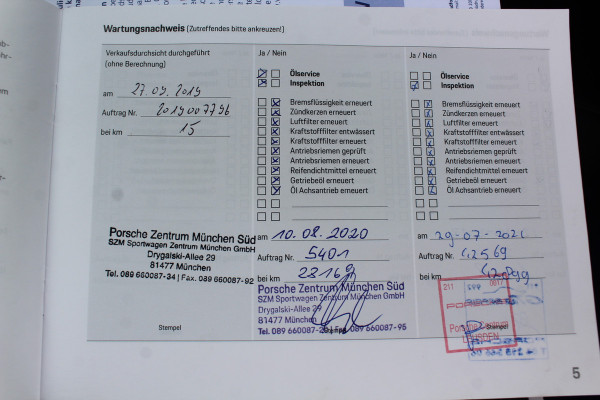 Wartungsnachweis (Zutreffendes bitte ankreuzen!)
Verkaufsdurchsicht durchgeführt
(ohne Berechnung)
am 27.09.2019
Auftrag Nr. 2019007796
bei km 15
Porsche Zentrum München Süd
SZM Sportwagen Zentrum München GmbH
Drygalski-Allee 29
81477 München
Tel. 089 660087-34 | Fax. 089 660087-92
Stempel
Ja / Nein
Ölservice
Inspektion
Bremsflüssigkeit erneuert
Zündkerzen erneuert
Luftfilter erneuert
Kraftstofffilter entwässert
Kraftstofffilter erneuert
Antriebsriemen geprüft
Antriebsriemen erneuert
Reifendichtmittel erneuert
Getriebeöl erneuert
Öl Achsantrieb erneuert
am 10.08.2020
Auftrag Nr. 5401
bei km
Porsche Zentrum München Süd
SZM Sportwagen Zentrum München GmbH
Drygalski-Allee 29
81477 München
Stempel
Ja / Nein
Ölservice
Inspektion
Bremsflüssigkeit erneuert
Zündkerzen erneuert
Luftfilter erneuert
Kraftstofffilter entwässert
Kraftstofffilter erneuert
Antriebsriemen geprüft
Antriebsriemen erneuert
Reifendichtmittel erneuert
Getriebeöl erneuert
Öl Achsantrieb erneuert
am 29-07-2021
Auftrag Nr.
bei km
211
Stempel
5